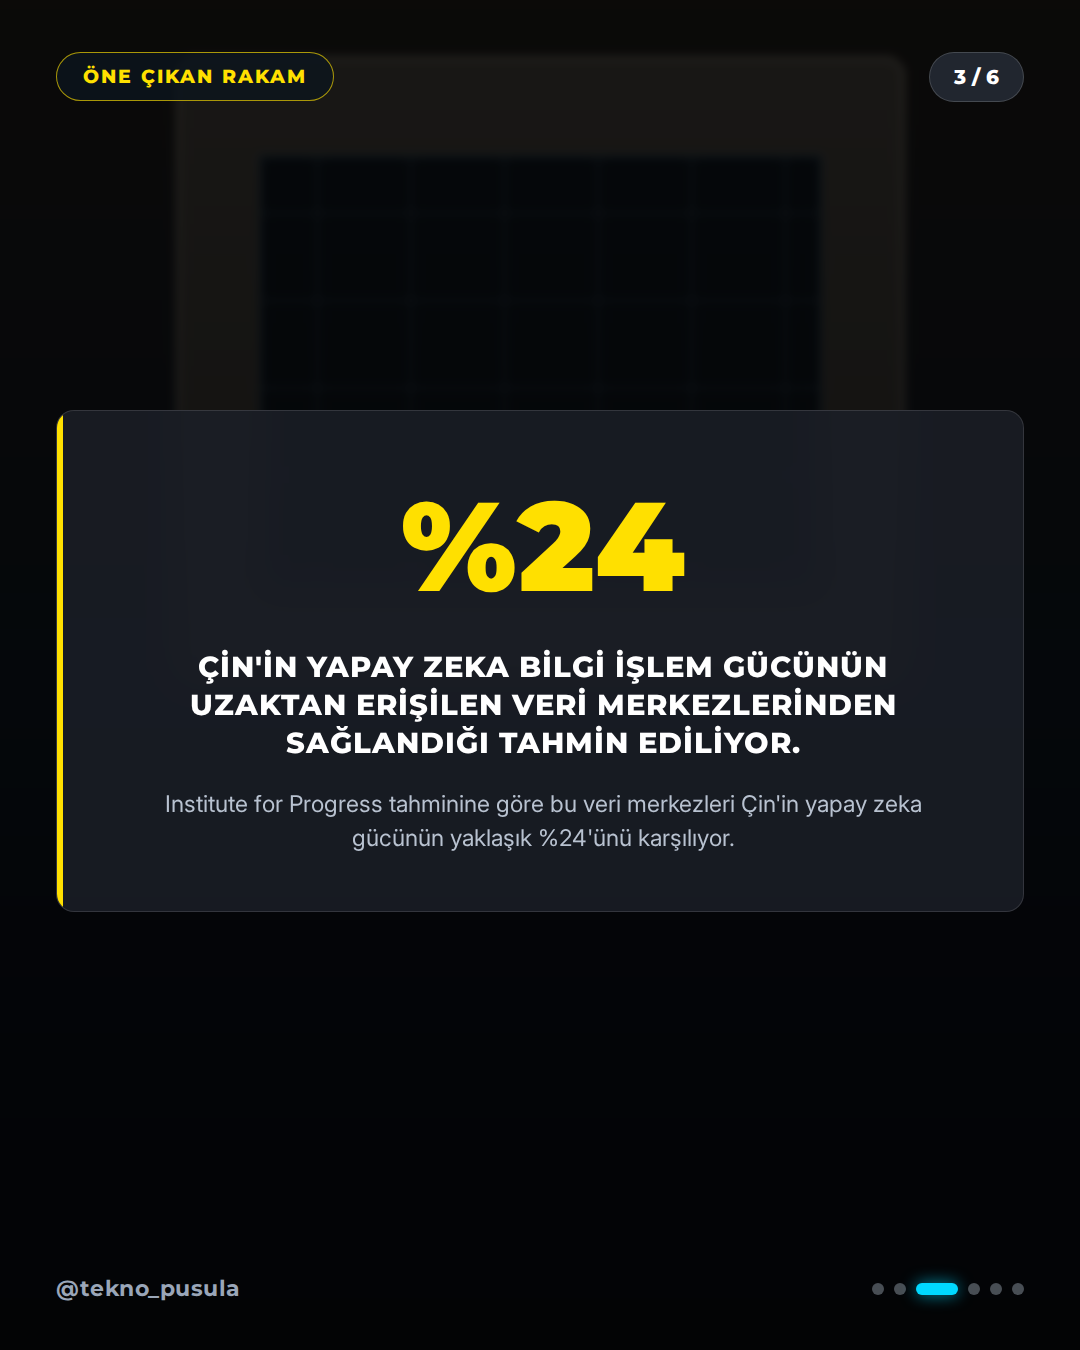 ÖNE ÇIKAN RAKAM
3 / 6
%24
ÇİN'İN YAPAY ZEKA BİLGİ İŞLEM GÜCÜNÜN
UZAKTAN ERİŞİLEN VERİ MERKEZLERİNDEN
SAĞLANDIĞI TAHMİN EDİLİYOR.
Institute for Progress tahminine göre bu veri merkezleri Çin'in yapay zeka
gücünün yaklaşık %24'ünü karşılıyor.
@tekno_pusula